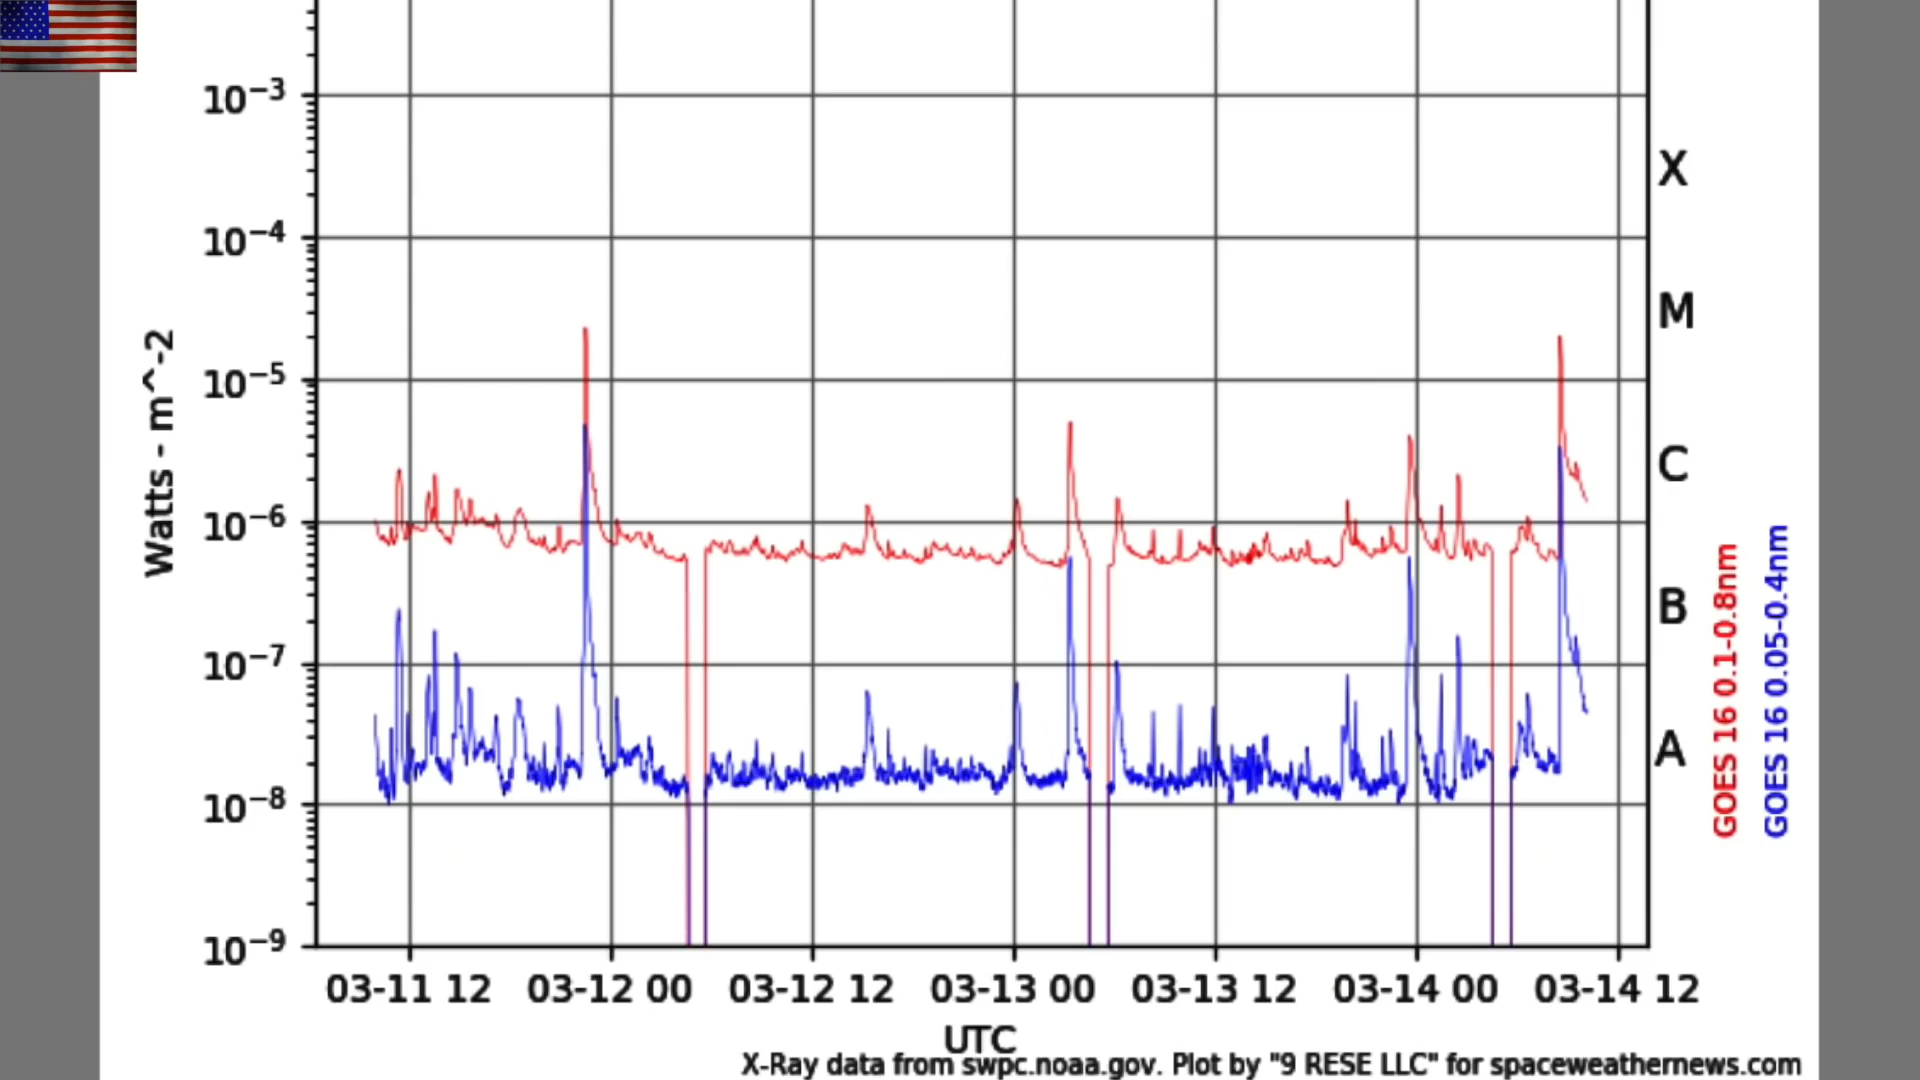 10−3
X
10−4
M
10−5
C
10−6
B
10−7
A
10−8
10−9
Watts - m^-2
GOES 16 0.1-0.8nm
GOES 16 0.05-0.4nm
03-11 12 03-12 00 03-12 12 03-13 00 03-13 12 03-14 00 03-14 12
UTC
X-Ray data from swpc.noaa.gov. Plot by "9 RESE LLC" for spaceweathernews.com